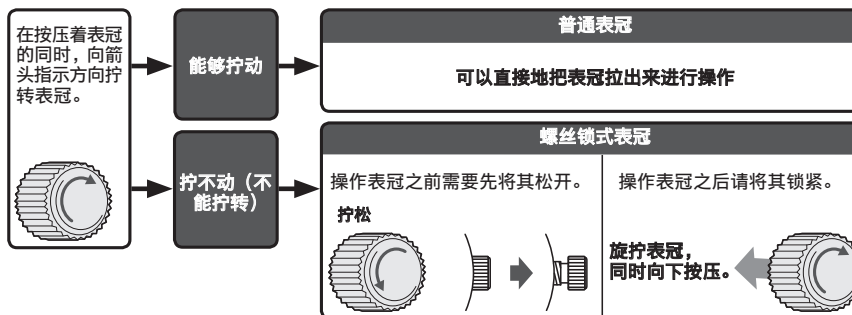 在按压着表冠
的同时，向箭
头指示方向拧
转表冠。
能够拧动
普通表冠
可以直接地把表冠拉出来进行操作
拧不动（不
能拧转）
螺丝锁式表冠
操作表冠之前需要先将其松开。
拧松
操作表冠之后请将其锁紧。
旋拧表冠，
同时向下按压。